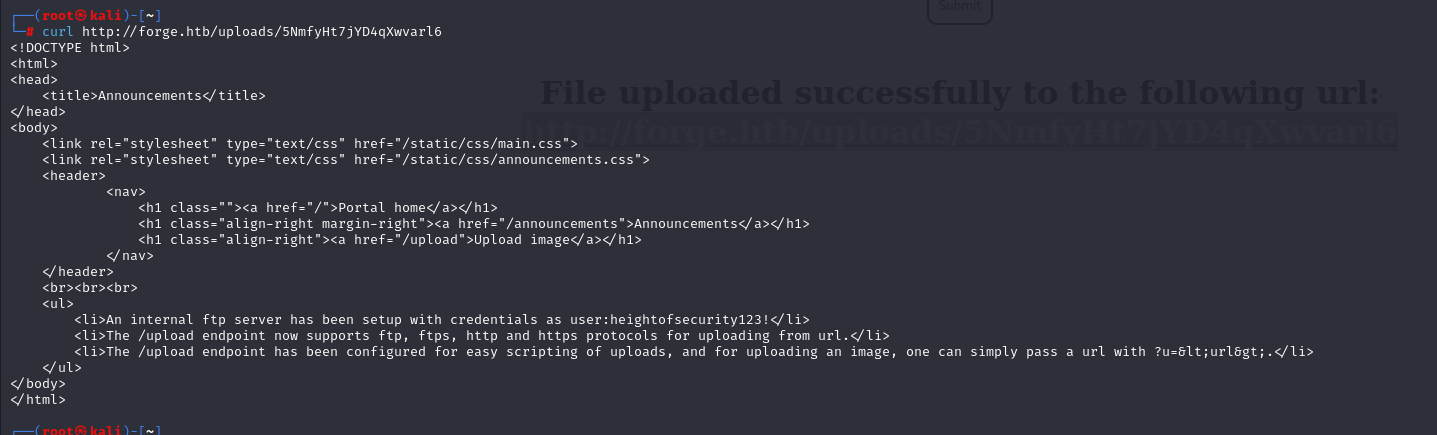 Submit
┌──(root㉿kali)-[~]
└─# curl http://forge.htb/uploads/5NmfyHt7jYD4qXwvarl6
<!DOCTYPE html>
<html>
<head>
    <title>Announcements</title>
</head>
<body>
    <link rel="stylesheet" type="text/css" href="/static/css/main.css">
    <link rel="stylesheet" type="text/css" href="/static/css/announcements.css">
    <header>
            <nav>
                <h1 class=""><a href="/">Portal home</a></h1>
                <h1 class="align-right margin-right"><a href="/announcements">Announcements</a></h1>
                <h1 class="align-right"><a href="/upload">Upload image</a></h1>
            </nav>
    </header>
    <br><br><br>
    <ul>
        <li>An internal ftp server has been setup with credentials as user:heightofsecurity123!</li>
        <li>The /upload endpoint now supports ftp, ftps, http and https protocols for uploading from url.</li>
        <li>The /upload endpoint has been configured for easy scripting of uploads, and for uploading an image, one can simply pass a url with ?u=&lt;url&gt;.</li>
    </ul>
</body>
</html>
┌──(root㉿kali)-[~]
File uploaded successfully to the following url:
http://forge.htb/uploads/5NmfyHt7jYD4qXwvarl6